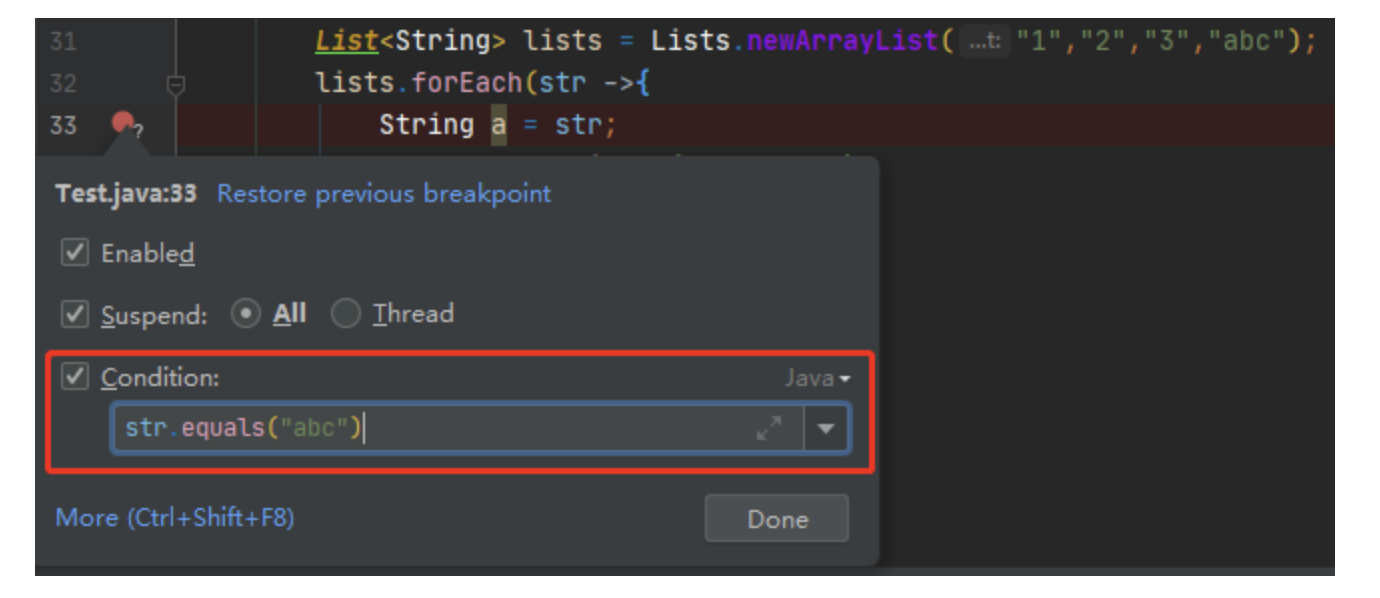 31 List<String> lists = Lists.newArrayList( ...t: "1","2","3","abc");
32 lists.forEach(str ->{
33 ? String a = str;
Test.java:33 Restore previous breakpoint
Enabled
Suspend: All Thread
Condition: Java
str.equals("abc")
More (Ctrl+Shift+F8) Done